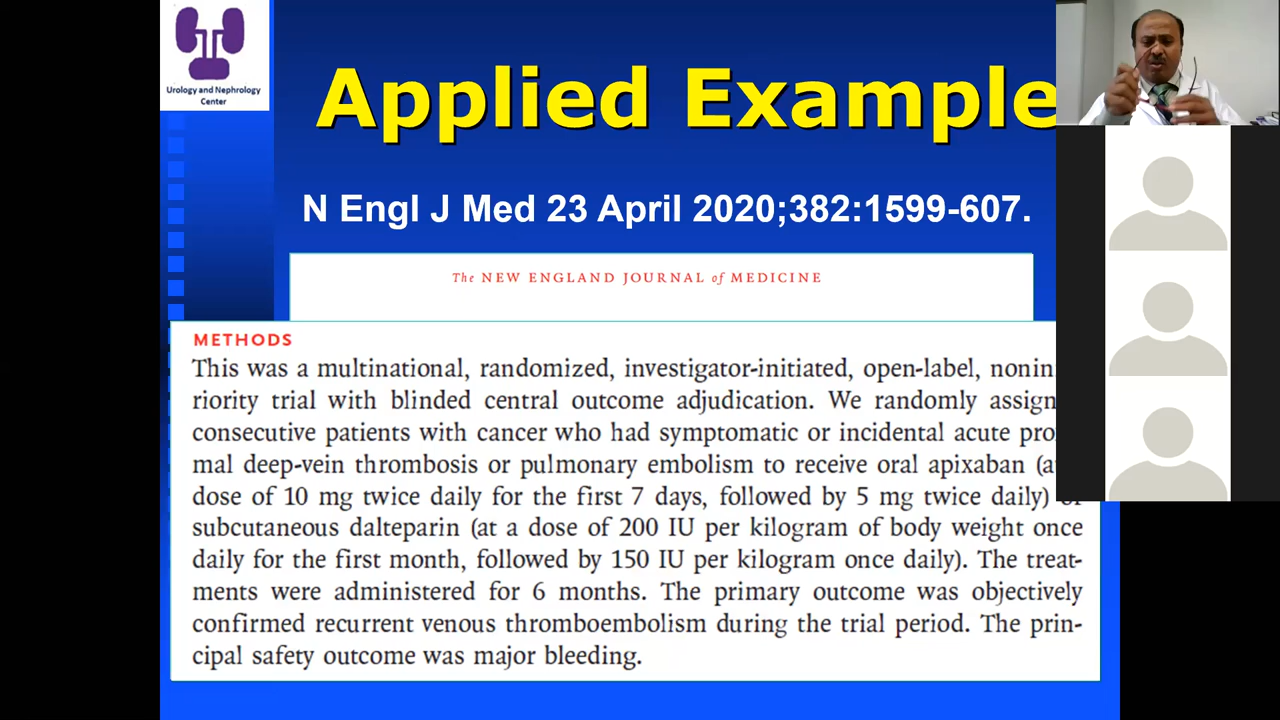 Urology and Nephrology
Center
Applied Example
N Engl J Med 23 April 2020;382:1599-607.
The NEW ENGLAND JOURNAL of MEDICINE
METHODS
This was a multinational, randomized, investigator-initiated, open-label, nonin
riority trial with blinded central outcome adjudication. We randomly assign
consecutive patients with cancer who had symptomatic or incidental acute pro
mal deep-vein thrombosis or pulmonary embolism to receive oral apixaban (a
dose of 10 mg twice daily for the first 7 days, followed by 5 mg twice daily) or
subcutaneous dalteparin (at a dose of 200 IU per kilogram of body weight once
daily for the first month, followed by 150 IU per kilogram once daily). The treat-
ments were administered for 6 months. The primary outcome was objectively
confirmed recurrent venous thromboembolism during the trial period. The prin-
cipal safety outcome was major bleeding.